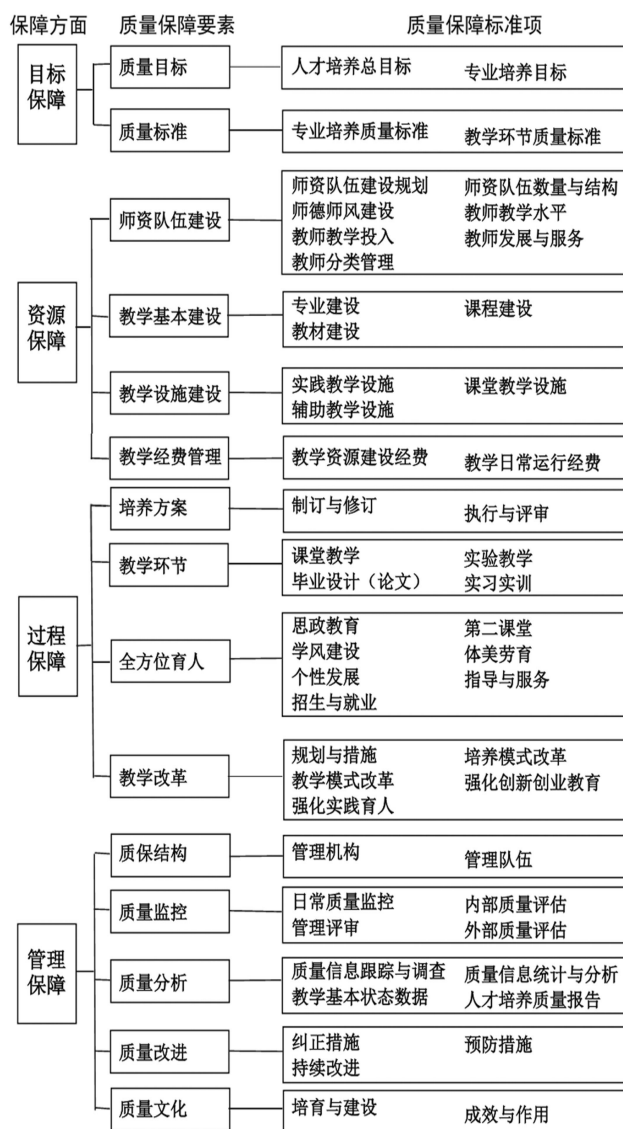 保障方面 质量保障要素 质量保障标准项
目标保障
质量目标
人才培养总目标 专业培养目标
质量标准
专业培养质量标准 教学环节质量标准
资源保障
师资队伍建设
师资队伍建设规划 师资队伍数量与结构
师德师风建设 教师教学水平
教师教学投入 教师发展与服务
教师分类管理
教学基本建设
专业建设 课程建设
教材建设
教学设施建设
实践教学设施 课堂教学设施
辅助教学设施
教学经费管理
教学资源建设经费 教学日常运行经费
过程保障
培养方案
制订与修订 执行与评审
教学环节
课堂教学 实验教学
毕业设计（论文） 实习实训
全方位育人
思政教育 第二课堂
学风建设 体美劳育
个性发展 指导与服务
招生与就业
教学改革
规划与措施 培养模式改革
教学模式改革 强化创新创业教育
强化实践育人
管理保障
质保结构
管理机构 管理队伍
质量监控
日常质量监控 内部质量评估
管理评审 外部质量评估
质量分析
质量信息跟踪与调查 质量信息统计与分析
教学基本状态数据 人才培养质量报告
质量改进
纠正措施 预防措施
持续改进
质量文化
培育与建设 成效与作用